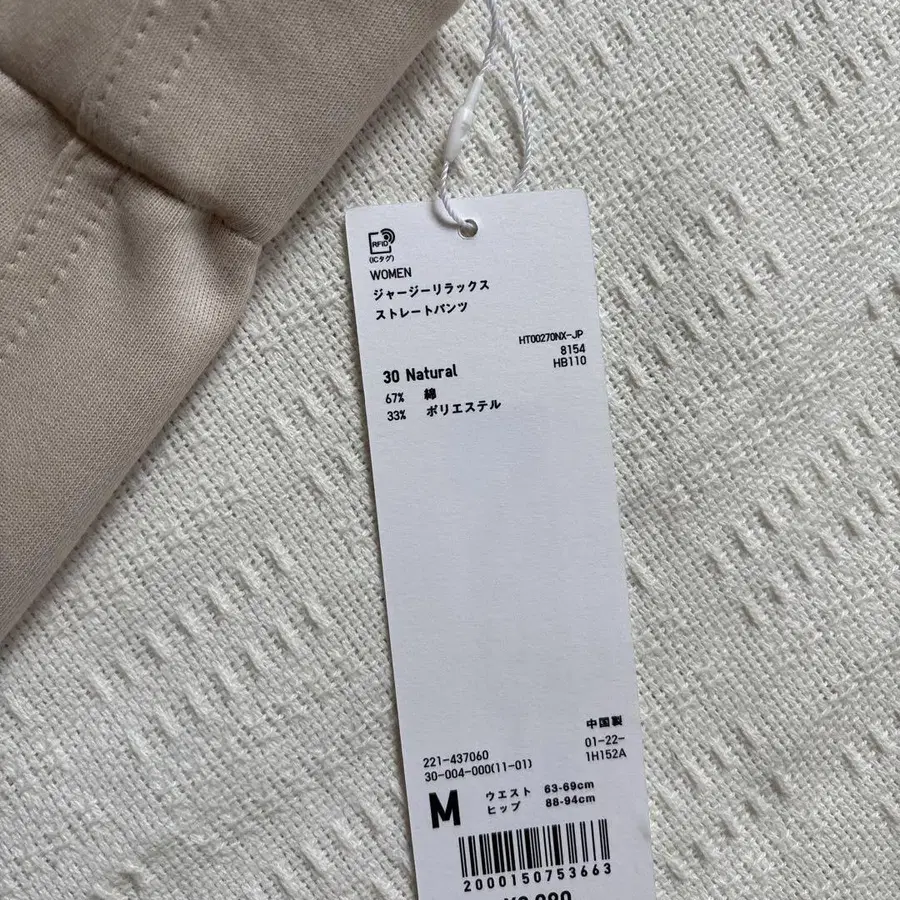 RFID
(ICタグ)
WOMEN
ジャージーリラックス
ストレートパンツ
HT00270NX-JP
8154
HB110
30 Natural
67% 綿
33% ポリエステル
中国製
221-437060 01-22-
30-004-000(11-01) 1H152A
M ウエスト 63-69cm
ヒップ 88-94cm
2000150753663